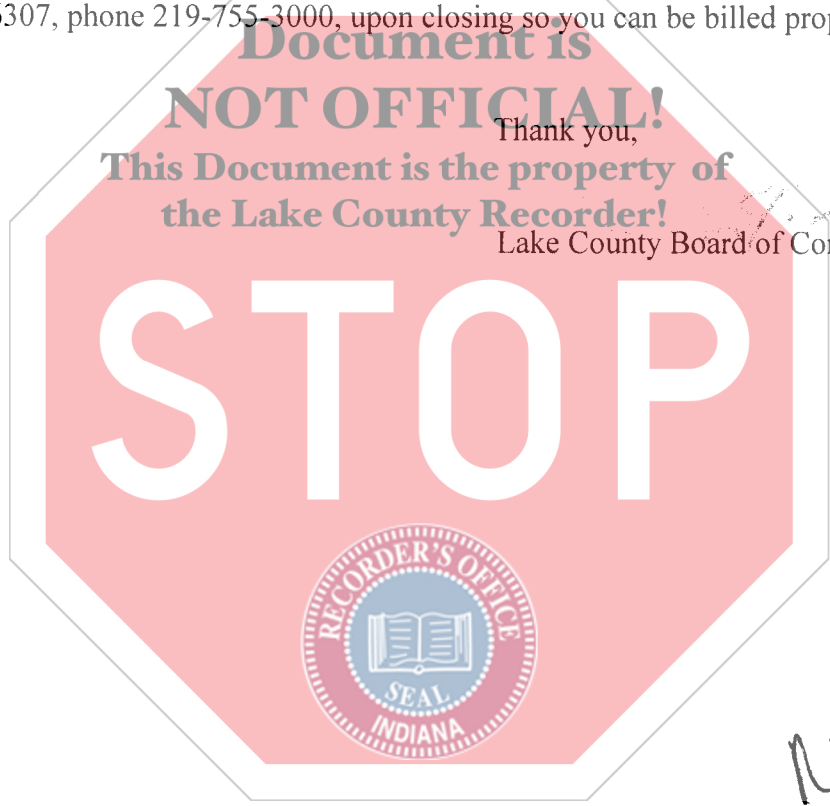 6307, phone 219-755-3000, upon closing so you can be billed prop
Document is
NOT OFFICIAL!
Thank you,
This Document is the property of
the Lake County Recorder!
Lake County Board of Co
STOP
RECORDER'S OFFICE
SEAL
INDIANA